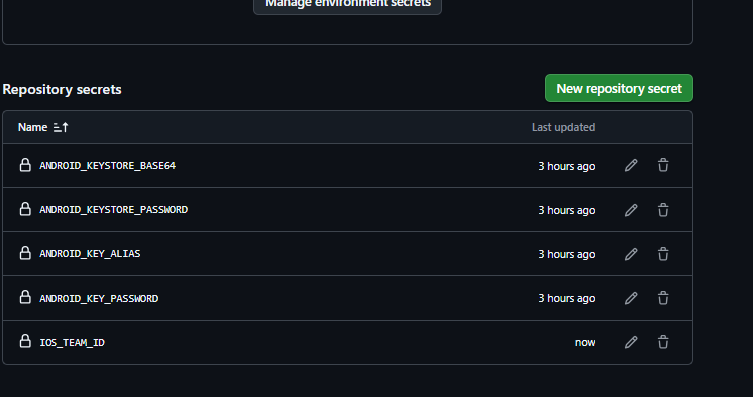 Manage environment secrets
Repository secrets
New repository secret
Name
Last updated
ANDROID_KEYSTORE_BASE64
3 hours ago
ANDROID_KEYSTORE_PASSWORD
3 hours ago
ANDROID_KEY_ALIAS
3 hours ago
ANDROID_KEY_PASSWORD
3 hours ago
IOS_TEAM_ID
now